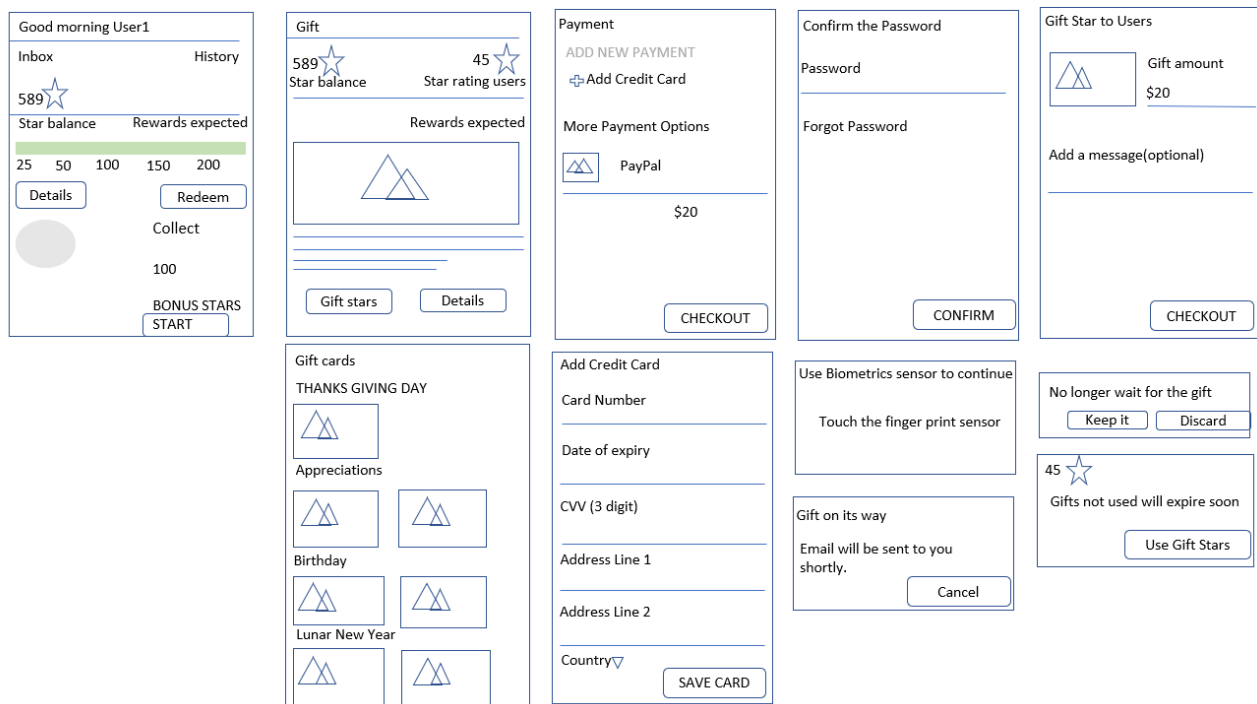 Good morning User1
Inbox
History
589
Star balance
Rewards expected
25 50 100 150 200
Details
Redeem
Collect
100
BONUS STARS
START
Gift
589
45
Star balance
Star rating users
Rewards expected
Gift stars
Details
Payment
ADD NEW PAYMENT
Add Credit Card
More Payment Options
PayPal
$20
CHECKOUT
Confirm the Password
Password
Forgot Password
CONFIRM
Gift Star to Users
Gift amount
$20
Add a message(optional)
CHECKOUT
Gift cards
THANKS GIVING DAY
Appreciations
Birthday
Lunar New Year
Add Credit Card
Card Number
Date of expiry
CVV (3 digit)
Address Line 1
Address Line 2
Country
SAVE CARD
Use Biometrics sensor to continue
Touch the finger print sensor
Gift on its way
Email will be sent to you
shortly.
Cancel
No longer wait for the gift
Keep it
Discard
45
Gifts not used will expire soon
Use Gift Stars